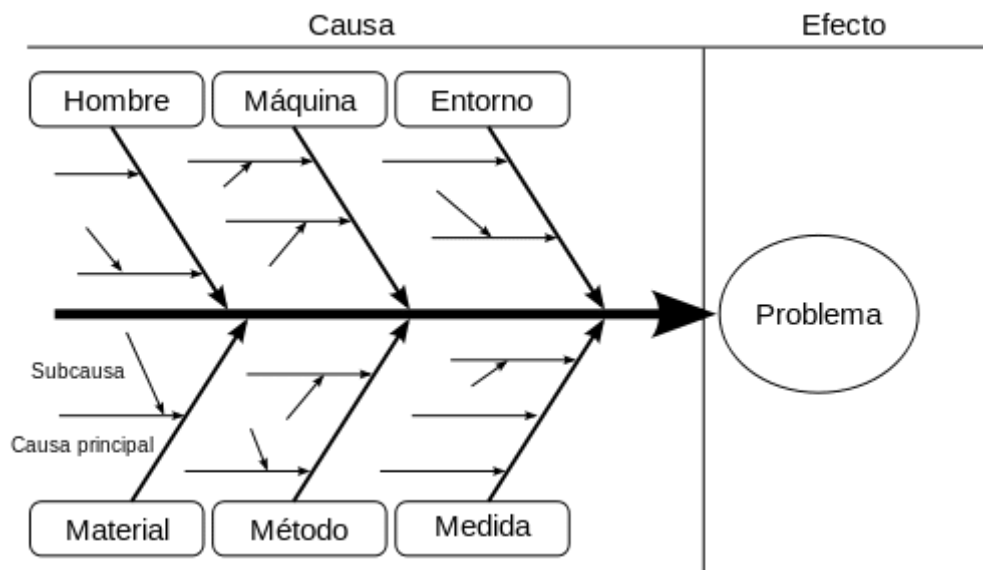 Causa
Efecto
Hombre
Máquina
Entorno
Problema
Subcausa
Causa principal
Material
Método
Medida